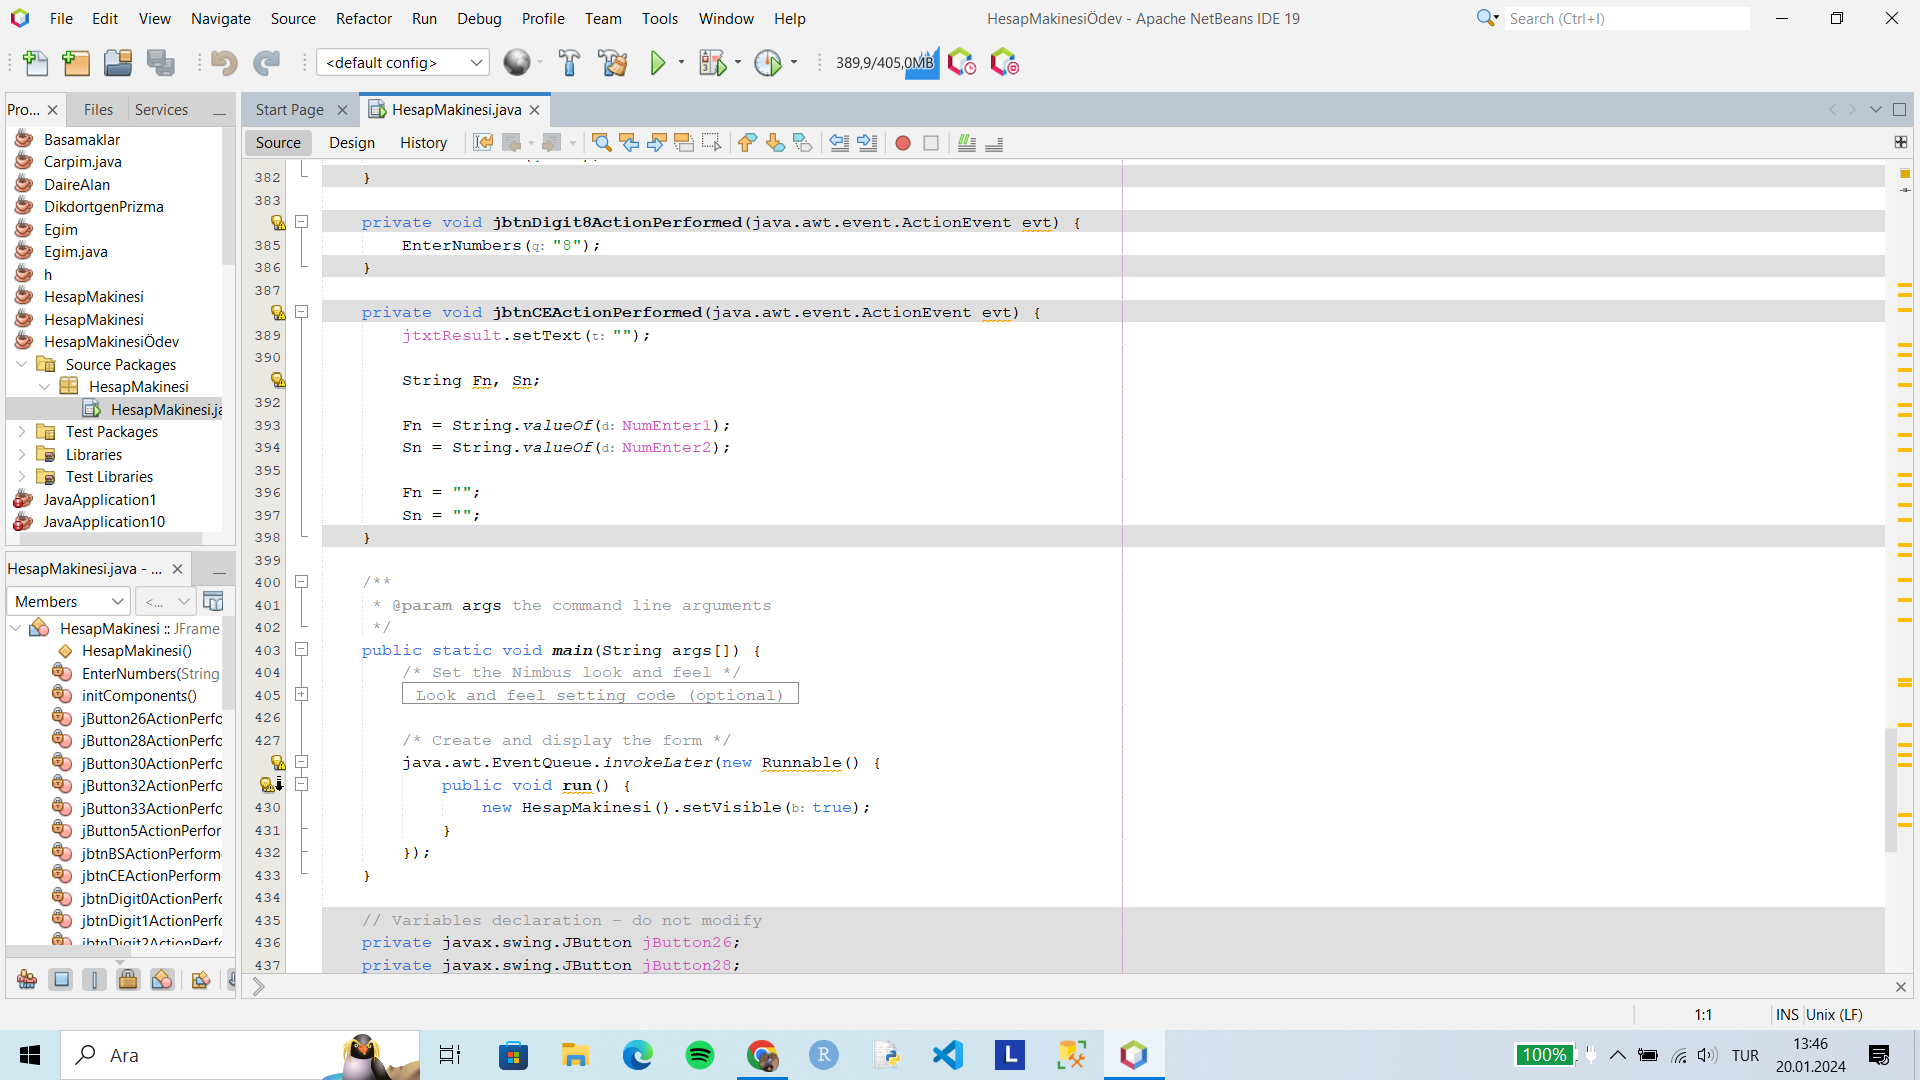 File Edit View Navigate Source Refactor Run Debug Profile Team Tools Window Help
HesapMakinesiÖdev - Apache NetBeans IDE 19
Search (Ctrl+I)
<default config>
389,9/405,0MB
Pro... Files Services
Start Page HesapMakinesi.java
Source Design History
Basamaklar
Carpim.java
DaireAlan
DikdortgenPrizma
Egim
Egim.java
h
HesapMakinesi
HesapMakinesi
HesapMakinesiÖdev
Source Packages
HesapMakinesi
HesapMakinesi.ja
Test Packages
Libraries
Test Libraries
JavaApplication1
JavaApplication10
HesapMakinesi.java - ...
Members <...
HesapMakinesi :: JFrame
HesapMakinesi()
EnterNumbers(String
initComponents()
jButton26ActionPerfo
jButton28ActionPerfo
jButton30ActionPerfo
jButton32ActionPerfo
jButton33ActionPerfo
jButton5ActionPerfor
jbtnBSActionPerform
jbtnCEActionPerform
jbtnDigit0ActionPerfo
jbtnDigit1ActionPerfo
jbtnDigit2ActionPerfo
382 }
383
private void jbtnDigit8ActionPerformed(java.awt.event.ActionEvent evt) {
385 EnterNumbers(q: "8");
386 }
387
private void jbtnCEActionPerformed(java.awt.event.ActionEvent evt) {
389 jtxtResult.setText(t: "");
390
String Fn, Sn;
392
393 Fn = String.valueOf(d: NumEnter1);
394 Sn = String.valueOf(d: NumEnter2);
395
396 Fn = "";
397 Sn = "";
398 }
399
400 /**
401 * @param args the command line arguments
402 */
403 public static void main(String args[]) {
404 /* Set the Nimbus look and feel */
405 Look and feel setting code (optional)
426
427 /* Create and display the form */
java.awt.EventQueue.invokeLater(new Runnable() {
public void run() {
430 new HesapMakinesi().setVisible(b: true);
431 }
432 });
433 }
434
435 // Variables declaration - do not modify
436 private javax.swing.JButton jButton26;
437 private javax.swing.JButton jButton28;
1:1 INS Unix (LF)
Ara
R
L
100%
TUR
13:46
20.01.2024